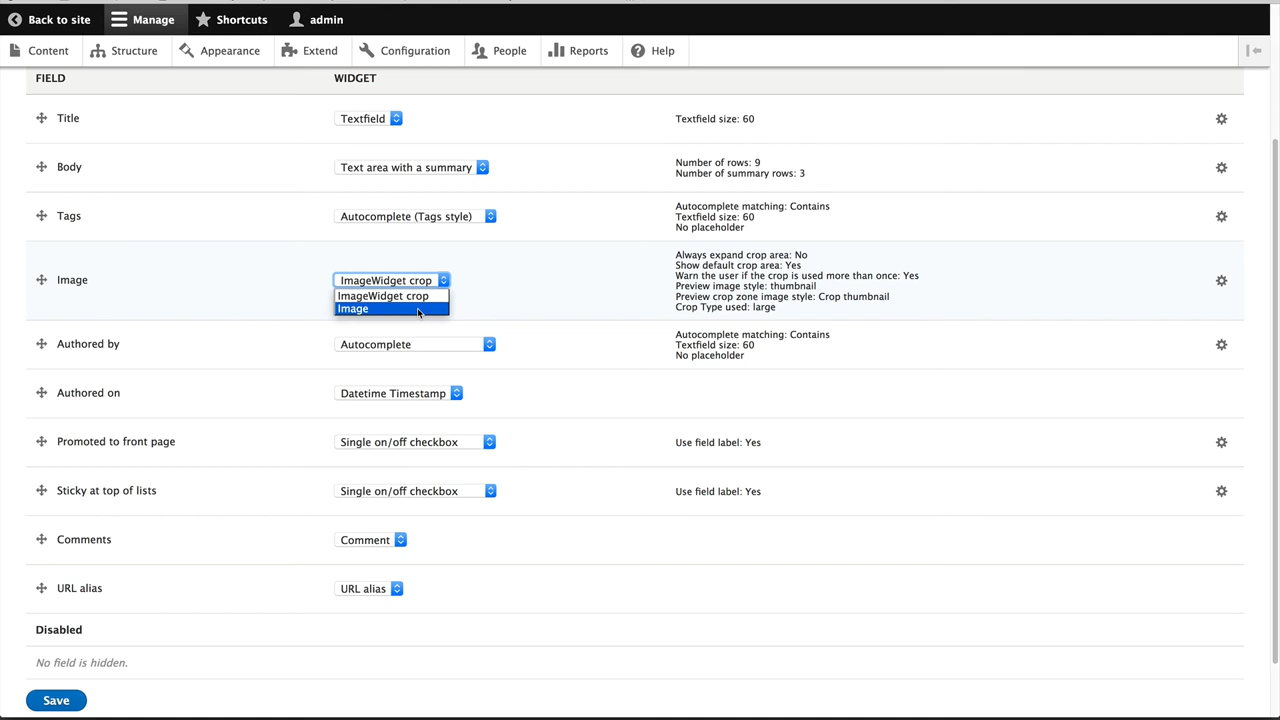 Back to site Manage Shortcuts admin
Content Structure Appearance Extend Configuration People Reports Help
FIELD WIDGET
Title Textfield Textfield size: 60
Body Text area with a summary Number of rows: 9
Number of summary rows: 3
Tags Autocomplete (Tags style) Autocomplete matching: Contains
Textfield size: 60
No placeholder
Image ImageWidget crop Always expand crop area: No
Show default crop area: Yes
Warn the user if the crop is used more than once: Yes
ImageWidget crop Preview image style: thumbnail
Preview crop zone image style: Crop thumbnail
Image Crop Type used: large
Authored by Autocomplete Autocomplete matching: Contains
Textfield size: 60
No placeholder
Authored on Datetime Timestamp
Promoted to front page Single on/off checkbox Use field label: Yes
Sticky at top of lists Single on/off checkbox Use field label: Yes
Comments Comment
URL alias URL alias
Disabled
No field is hidden.
Save